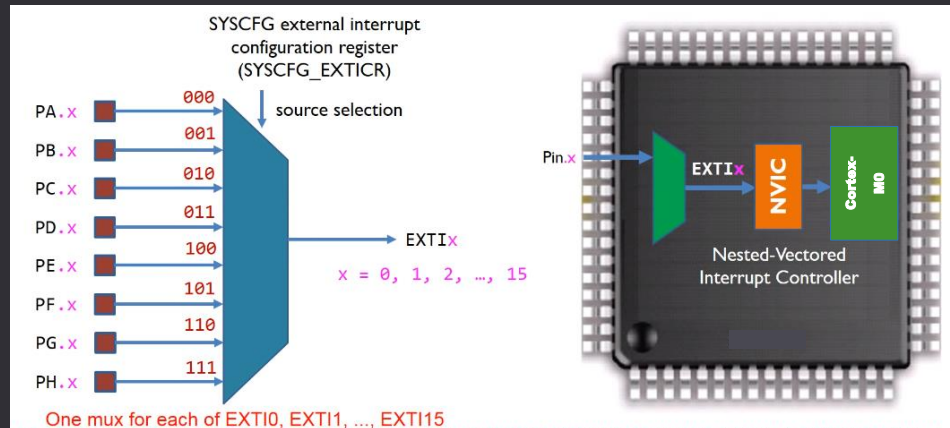 SYSCFG external interrupt
configuration register
(SYSCFG_EXTICR)
source selection
PA.x 000
PB.x 001
PC.x 010
PD.x 011
PE.x 100
PF.x 101
PG.x 110
PH.x 111
EXTIx
x = 0, 1, 2, …, 15
One mux for each of EXTI0, EXTI1, ..., EXTI15
Pin.x
EXTIx
NVIC
Cortex-
M0
Nested-Vectored
Interrupt Controller